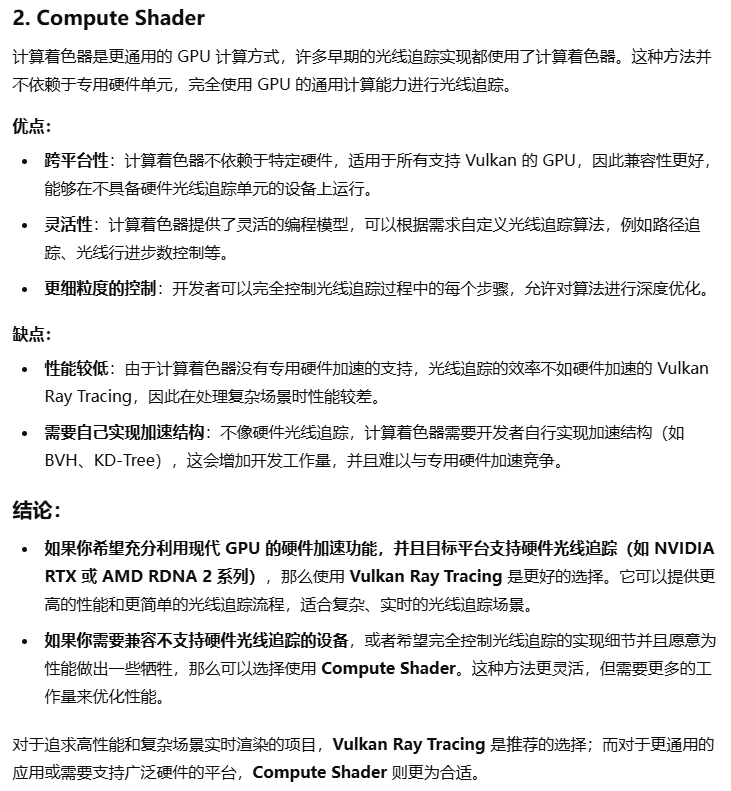 2. Compute Shader
计算着色器是更通用的 GPU 计算方式，许多早期的光线追踪实现都使用了计算着色器。这种方法并
不依赖于专用硬件单元，完全使用 GPU 的通用计算能力进行光线追踪。
优点：
• 跨平台性：计算着色器不依赖于特定硬件，适用于所有支持 Vulkan 的 GPU，因此兼容性更好，
能够在不具备硬件光线追踪单元的设备上运行。
• 灵活性：计算着色器提供了灵活的编程模型，可以根据需求自定义光线追踪算法，例如路径追
踪、光线行进步数控制等。
• 更细粒度的控制：开发者可以完全控制光线追踪过程中的每个步骤，允许对算法进行深度优化。
缺点：
• 性能较低：由于计算着色器没有专用硬件加速的支持，光线追踪的效率不如硬件加速的 Vulkan
Ray Tracing，因此在处理复杂场景时性能较差。
• 需要自己实现加速结构：不像硬件光线追踪，计算着色器需要开发者自行实现加速结构（如
BVH、KD-Tree），这会增加开发工作量，并且难以与专用硬件加速竞争。
结论：
• 如果你希望充分利用现代 GPU 的硬件加速功能，并且目标平台支持硬件光线追踪（如 NVIDIA
RTX 或 AMD RDNA 2 系列），那么使用 Vulkan Ray Tracing 是更好的选择。它可以提供更
高的性能和更简单的光线追踪流程，适合复杂、实时的光线追踪场景。
• 如果你需要兼容不支持硬件光线追踪的设备，或者希望完全控制光线追踪的实现细节并且愿意为
性能做出一些牺牲，那么可以选择使用 Compute Shader。这种方法更灵活，但需要更多的工
作量来优化性能。
对于追求高性能和复杂场景实时渲染的项目，Vulkan Ray Tracing 是推荐的选择；而对于更通用的
应用或需要支持广泛硬件的平台，Compute Shader 则更为合适。